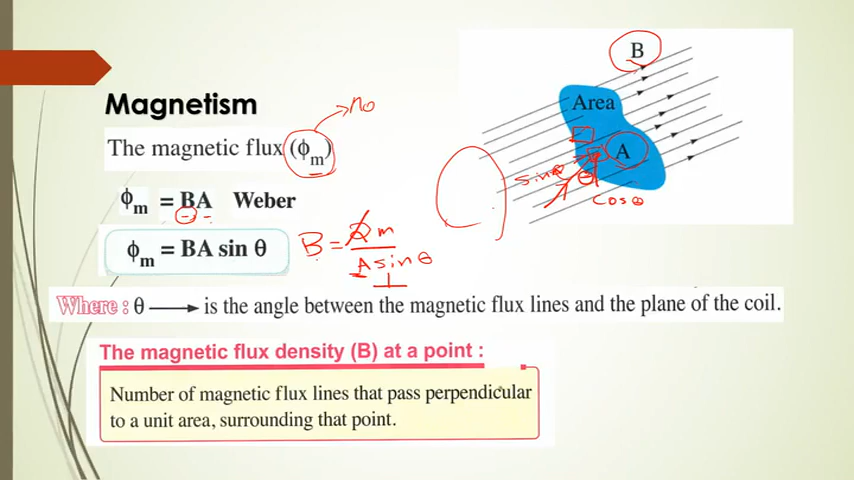 Magnetism
no
The magnetic flux (ϕm)
ϕm = BA Weber
ϕm = BA sin θ
B = Øm / A sin θ
⊥
B
Area
A
sin θ
θ
cos θ
Where : θ ⟶ is the angle between the magnetic flux lines and the plane of the coil.
The magnetic flux density (B) at a point :
Number of magnetic flux lines that pass perpendicular
to a unit area, surrounding that point.